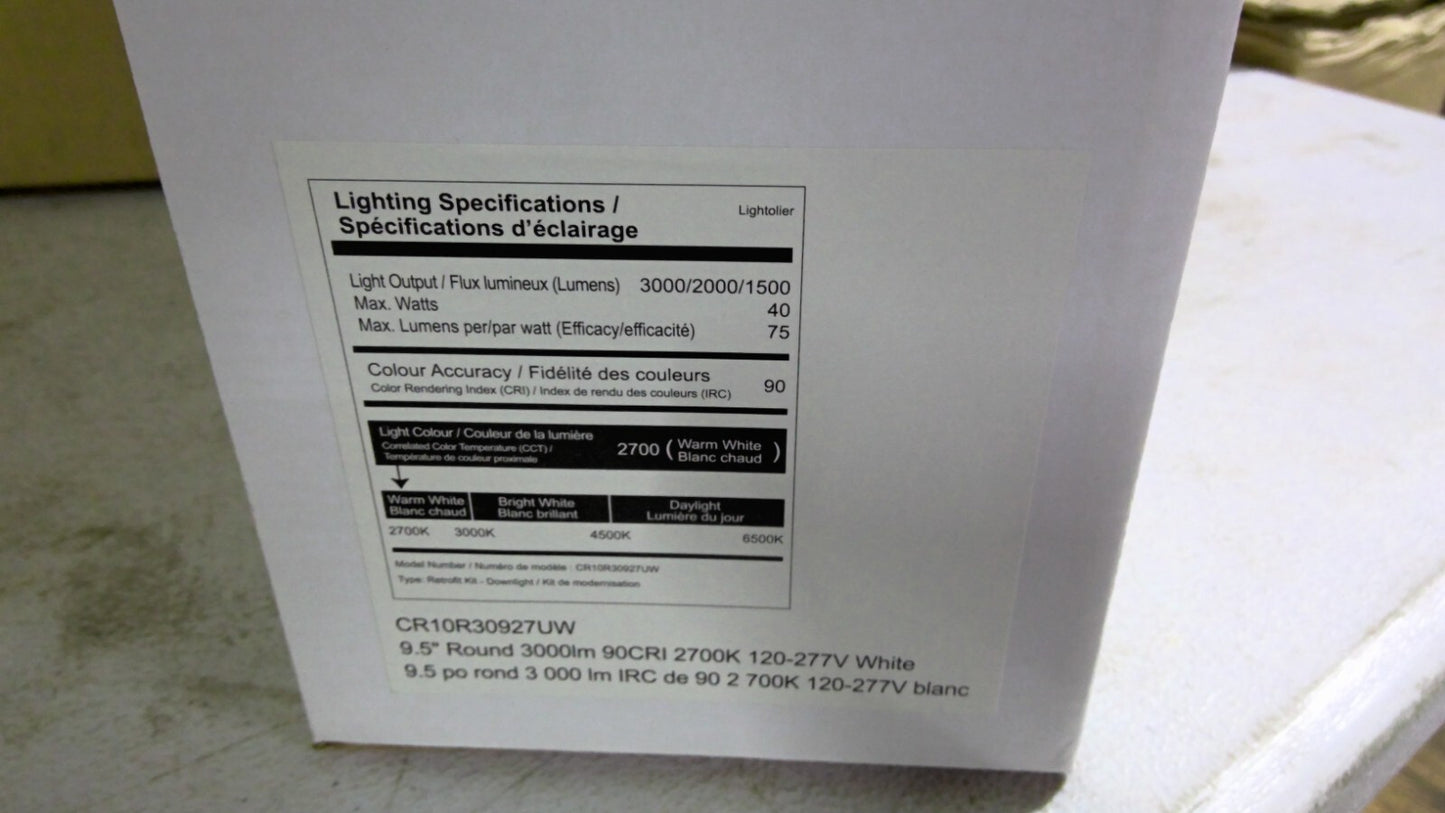 Lighting Specifications /
Spécifications d'éclairage
Lightolier
Light Output / Flux lumineux (Lumens) 3000/2000/1500
Max. Watts 40
Max. Lumens per/par watt (Efficacy/efficacité) 75
Colour Accuracy / Fidélité des couleurs
Color Rendering Index (CRI) / Index de rendu des couleurs (IRC) 90
Light Colour / Couleur de la lumière
Correlated Color Temperature (CCT) /
Température de couleur proximale
2700 ( Warm White
Blanc chaud )
Warm White
Blanc chaud
Bright White
Blanc brillant
Daylight
Lumière du jour
2700K 3000K 4500K 6500K
Model Number / Numéro de modèle : CR10R30927UW
Type: Retrofit Kit - Downlight / Kit de modernisation
CR10R30927UW
9.5" Round 3000lm 90CRI 2700K 120-277V White
9.5 po rond 3 000 lm IRC de 90 2 700K 120-277V blanc